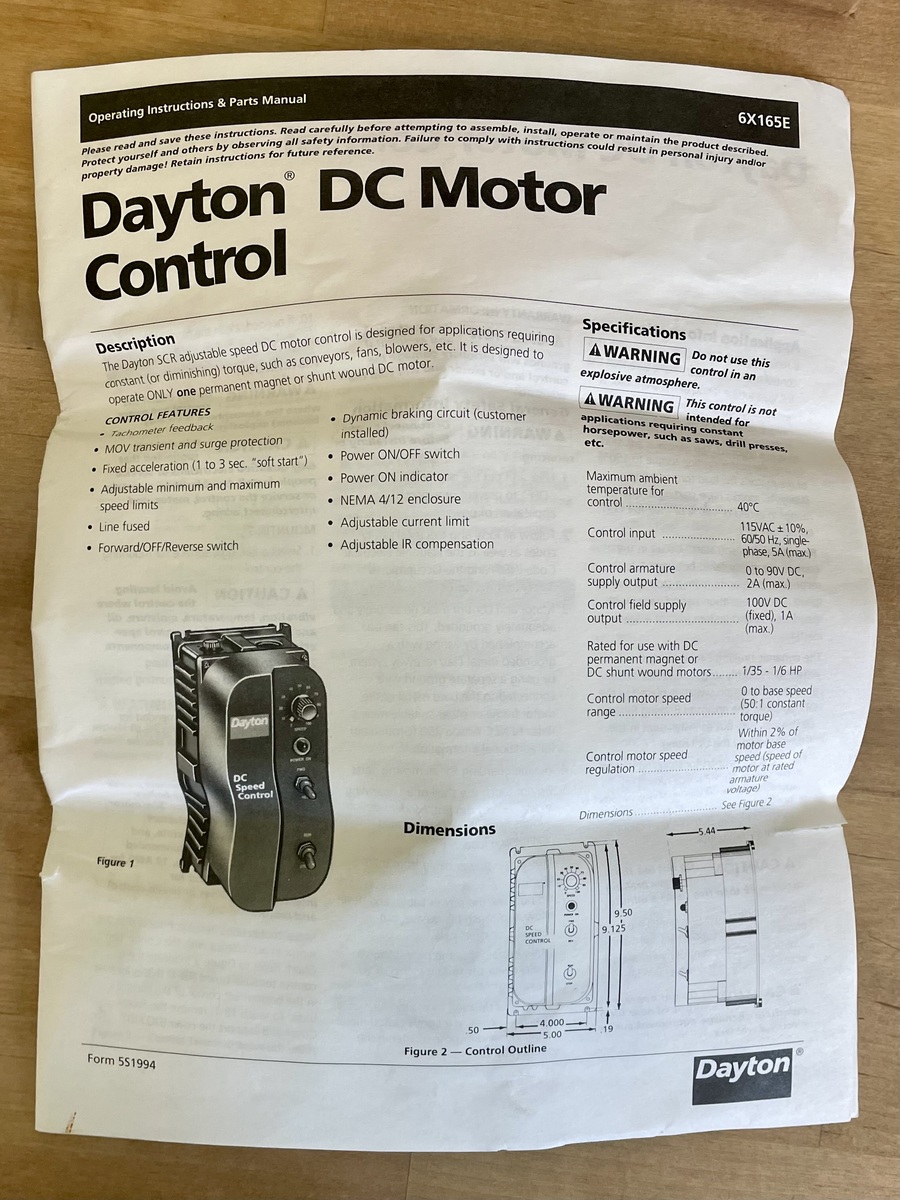 Operating Instructions & Parts Manual
6X165E
Please read and save these instructions. Read carefully before attempting to assemble, install, operate or maintain the product described.
Protect yourself and others by observing all safety information. Failure to comply with instructions could result in personal injury and/or
property damage! Retain instructions for future reference.
Dayton® DC Motor
Control
Description
The Dayton SCR adjustable speed DC motor control is designed for applications requiring
constant (or diminishing) torque, such as conveyors, fans, blowers, etc. It is designed to
operate ONLY one permanent magnet or shunt wound DC motor.
CONTROL FEATURES
• Tachometer feedback
• MOV transient and surge protection
• Fixed acceleration (1 to 3 sec. “soft start”)
• Adjustable minimum and maximum
speed limits
• Line fused
• Forward/OFF/Reverse switch
• Dynamic braking circuit (customer
installed)
• Power ON/OFF switch
• Power ON indicator
• NEMA 4/12 enclosure
• Adjustable current limit
• Adjustable IR compensation
Specifications
⚠WARNING Do not use this
control in an
explosive atmosphere.
⚠WARNING This control is not
intended for
applications requiring constant
horsepower, such as saws, drill presses,
etc.
Maximum ambient
temperature for
control .............................. 40°C
Control input .................... 115VAC ± 10%,
60/50 Hz, single-
phase, 5A (max.)
Control armature
supply output .................... 0 to 90V DC,
2A (max.)
Control field supply
output .............................. 100V DC
(fixed), 1A
(max.)
Rated for use with DC
permanent magnet or
DC shunt wound motors....... 1/35 - 1/6 HP
Control motor speed
range .............................. 0 to base speed
(50:1 constant
torque)
Control motor speed
regulation ........................ Within 2% of
motor base
speed (speed of
motor at rated
armature
voltage)
Dimensions ...................... See Figure 2
Dayton
SPEED
POWER ON
DC
Speed
Control
Figure 1
Dimensions
5.44
DC
SPEED
CONTROL
9.50
9.125
.50
4.000
5.00
.19
Figure 2 — Control Outline
Form 5S1994
Dayton®